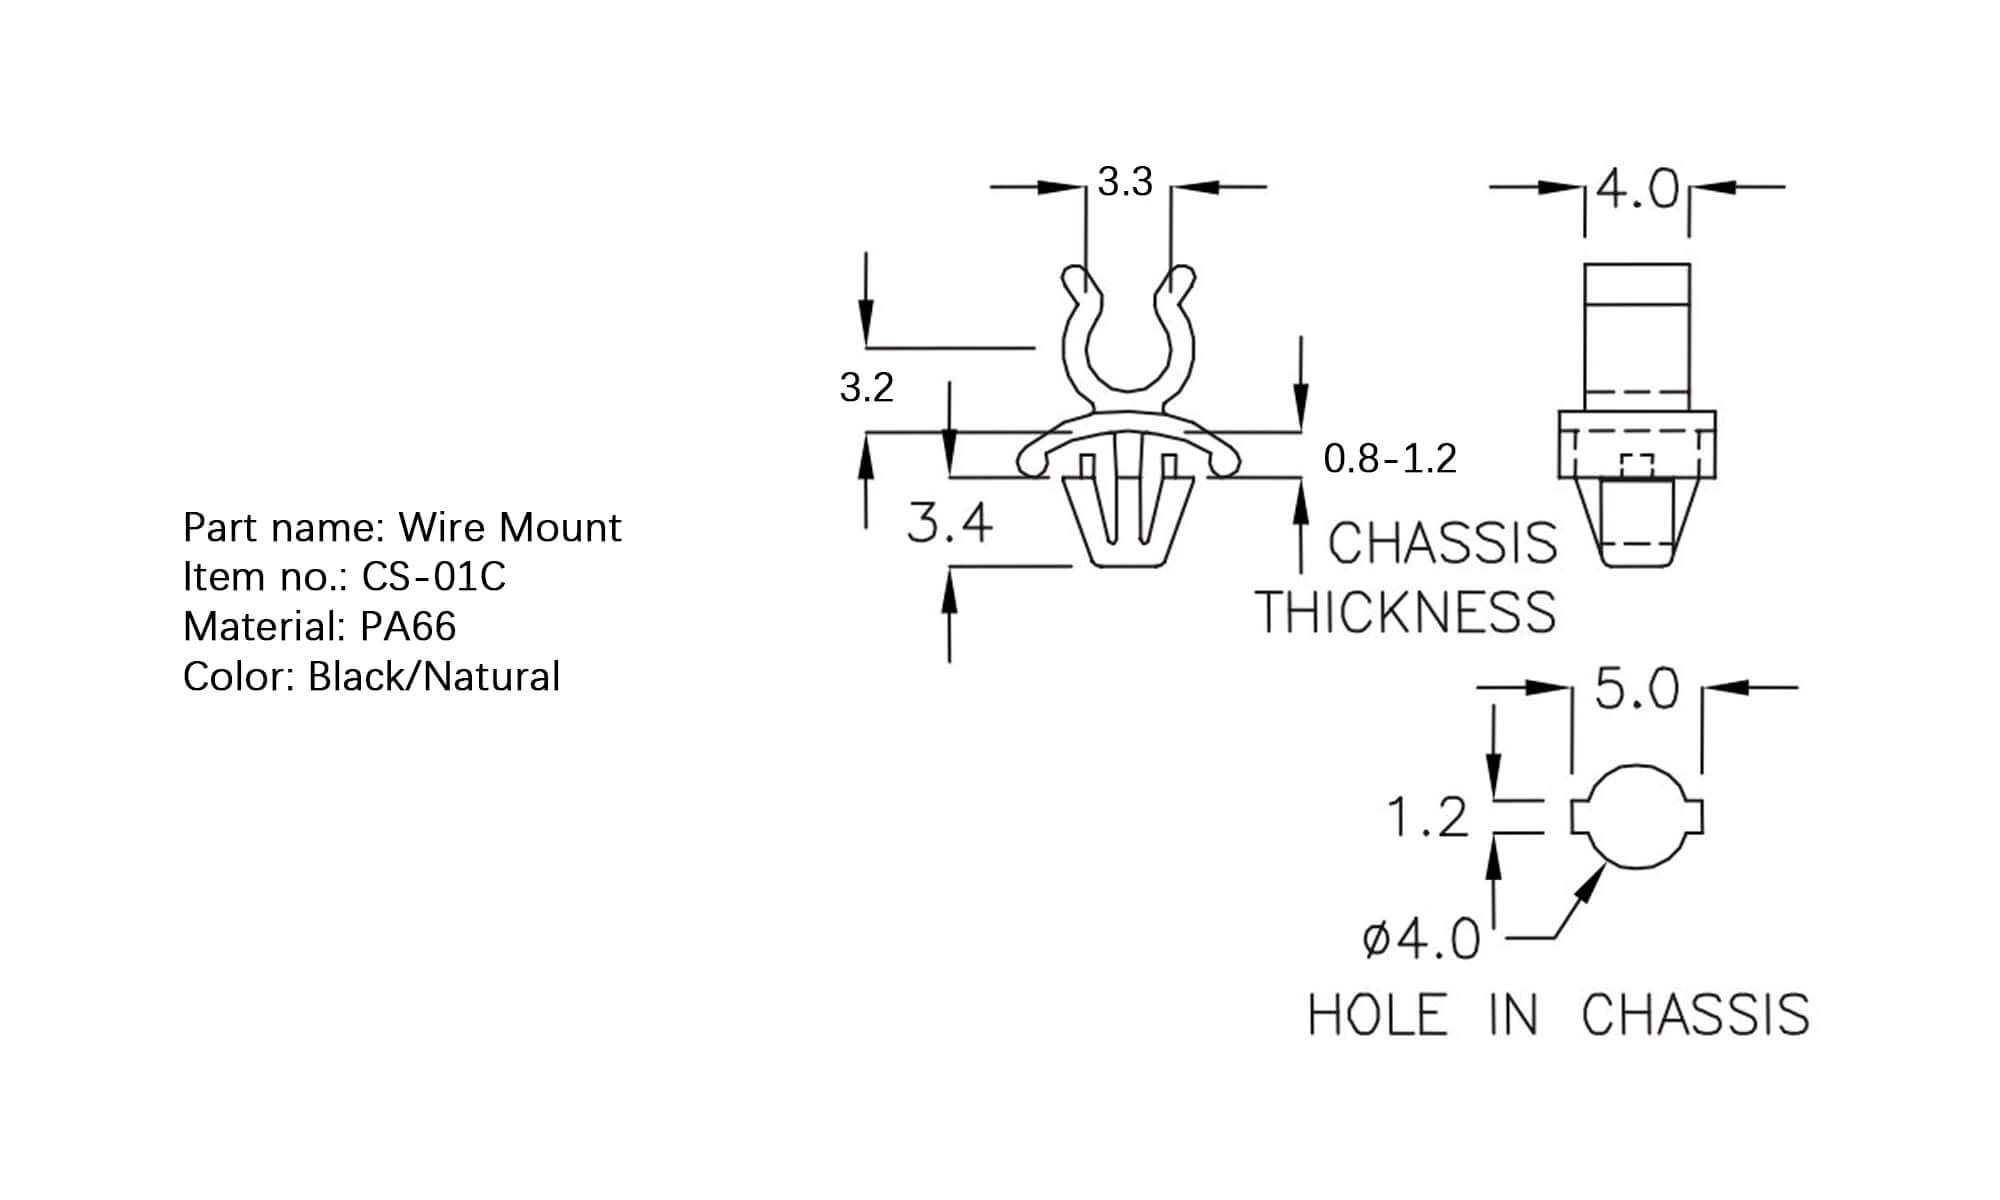 3.3
4.0
3.2
0.8-1.2
3.4
CHASSIS
THICKNESS
Part name: Wire Mount
Item no.: CS-01C
Material: PA66
Color: Black/Natural
5.0
1.2
ø4.0
HOLE IN CHASSIS